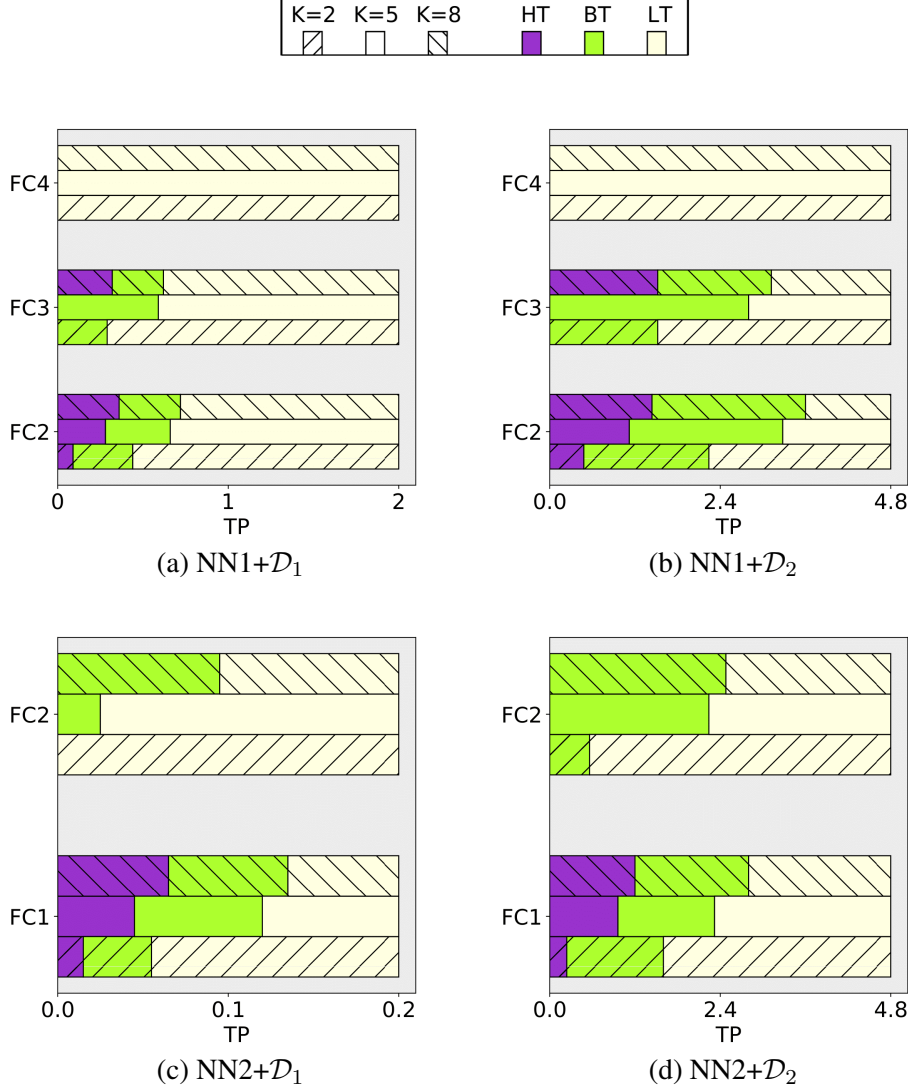 K=2 K=5 K=8 HT BT LT
FC4
FC3
FC2
0 1 2
TP
(a) NN1+𝒟₁
FC4
FC3
FC2
0.0 2.4 4.8
TP
(b) NN1+𝒟₂
FC2
FC1
0.0 0.1 0.2
TP
(c) NN2+𝒟₁
FC2
FC1
0.0 2.4 4.8
TP
(d) NN2+𝒟₂